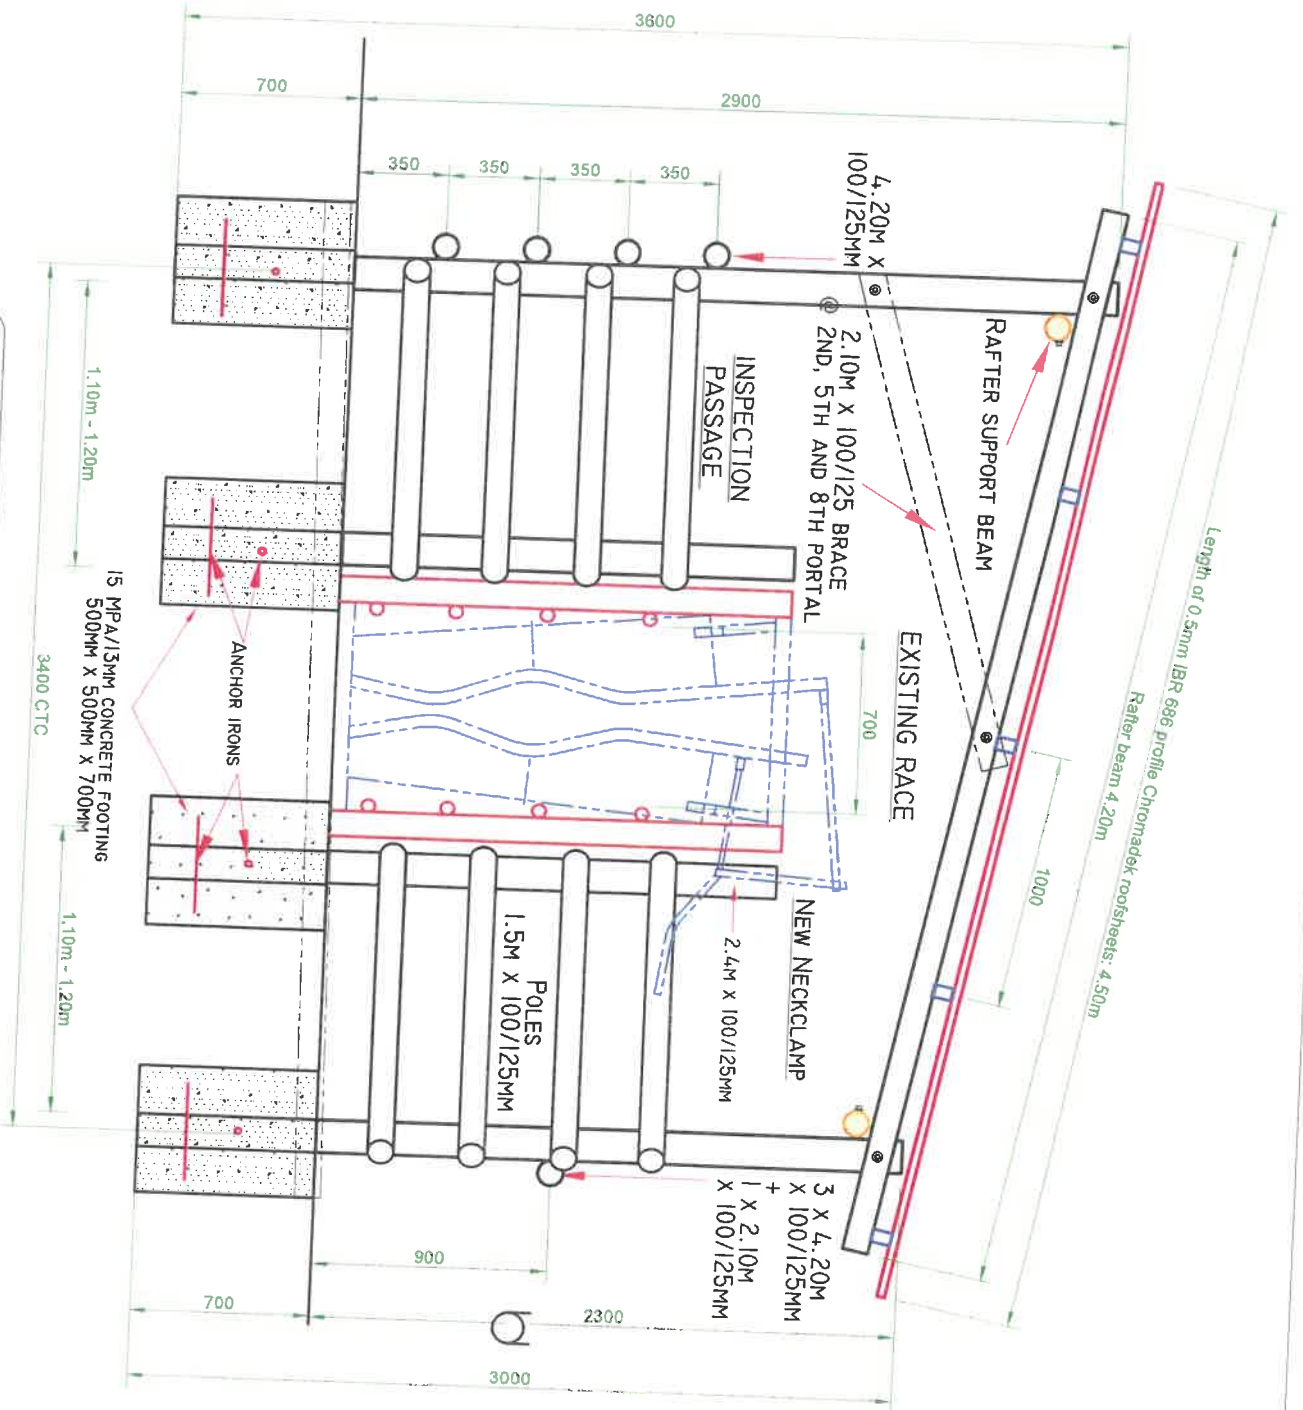 3600
2900
700
350
350
350
350
4.20M X
100/125MM
RAFTER SUPPORT BEAM
2.10M X 100/125 BRACE
2ND, 5TH AND 8TH PORTAL
INSPECTION
PASSAGE
EXISTING RACE
Length of 0.5mm IBR 686 profile Chromadek roofsheets: 4.50m
Rafter beam 4.20m
1000
700
NEW NECKCLAMP
2.4M X 100/125MM
POLES
1.5M X 100/125MM
3 X 4.20M
X 100/125MM
+
1 X 2.10M
X 100/125MM
900
2300
700
3000
1.10m - 1.20m
ANCHOR IRONS
15 MPA/13MM CONCRETE FOOTING
500MM X 500MM X 700MM
1.10m - 1.20m
3400 CTC